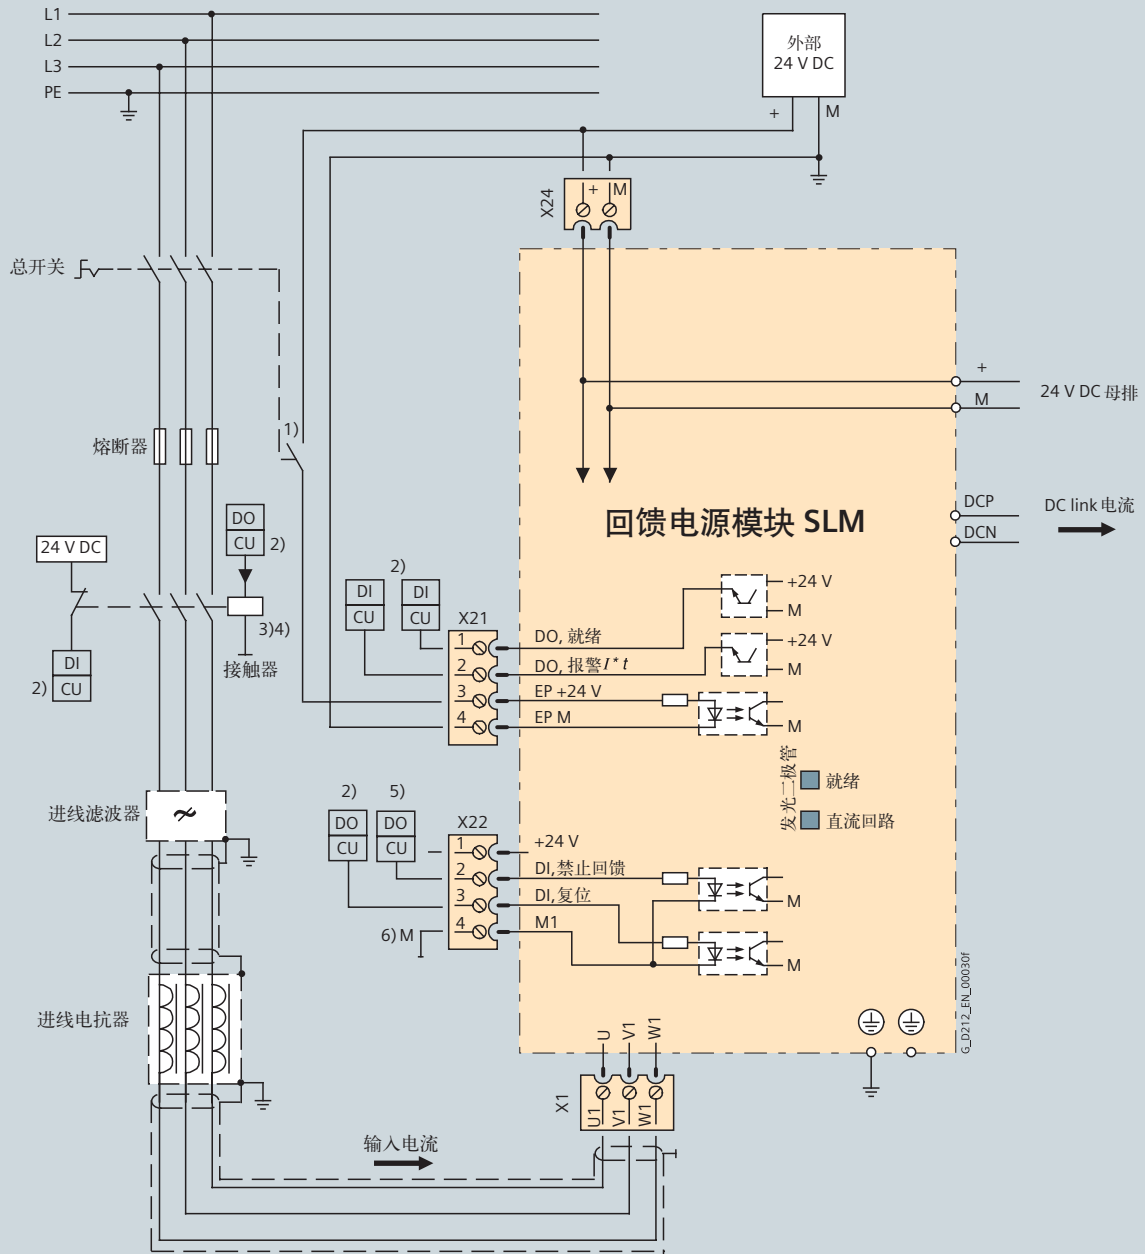 L1
L2
L3
PE
外部
24 V DC
+
M
X24
+
M
总开关
+
M
24 V DC 母排
熔断器
1)
DCP
DCN
DC link 电流
回馈电源模块 SLM
DO
CU
2)
24 V DC
3)4)
接触器
DI
CU
2)
2)
DI
CU
DI
CU
X21
1
2
3
4
DO, 就绪
DO, 报警I*t
EP +24 V
EP M
+24 V
M
+24 V
M
M
发光二极管
就绪
直流回路
进线滤波器
2)
5)
DO
CU
DO
CU
X22
1
2
3
4
6) M
+24 V
DI,禁止回馈
DI,复位
M1
M
M
进线电抗器
U
V1
W1
X1
U1
V1
W1
输入电流
G_D212_EN_00030f